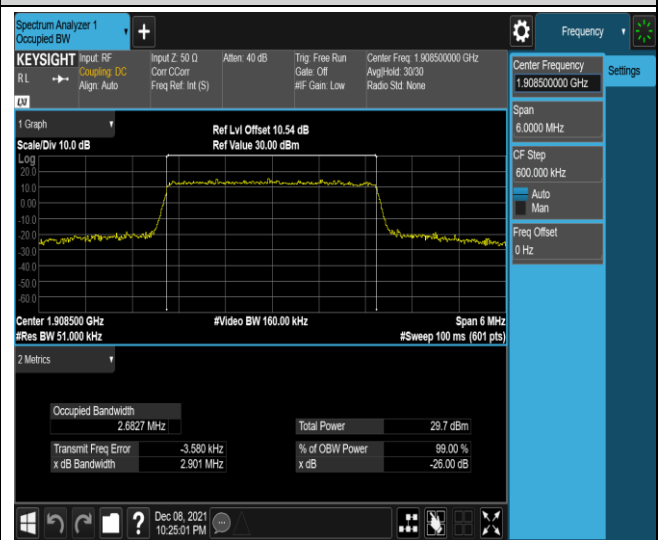 Spectrum Analyzer 1
Occupied BW
Frequency
KEYSIGHT
RL
LXI
Input: RF
Coupling: DC
Align: Auto
Input Z: 50 Ω
Corr CCorr
Freq Ref: Int (S)
Atten: 40 dB
Trig: Free Run
Gate: Off
#IF Gain: Low
Center Freq: 1.908500000 GHz
Avg|Hold: 30/30
Radio Std: None
Center Frequency
1.908500000 GHz
Settings
Span
6.0000 MHz
CF Step
600.000 kHz
Auto
Man
Freq Offset
0 Hz
1 Graph
Scale/Div 10.0 dB
Ref Lvl Offset 10.54 dB
Ref Value 30.00 dBm
Log
20.0
10.0
0.00
-10.0
-20.0
-30.0
-40.0
-50.0
-60.0
Center 1.908500 GHz
#Video BW 160.00 kHz
Span 6 MHz
#Res BW 51.000 kHz
#Sweep 100 ms (601 pts)
2 Metrics
Occupied Bandwidth
2.6827 MHz
Total Power 29.7 dBm
Transmit Freq Error -3.580 kHz
% of OBW Power 99.00 %
x dB Bandwidth 2.901 MHz
x dB -26.00 dB
Dec 08, 2021
10:25:01 PM